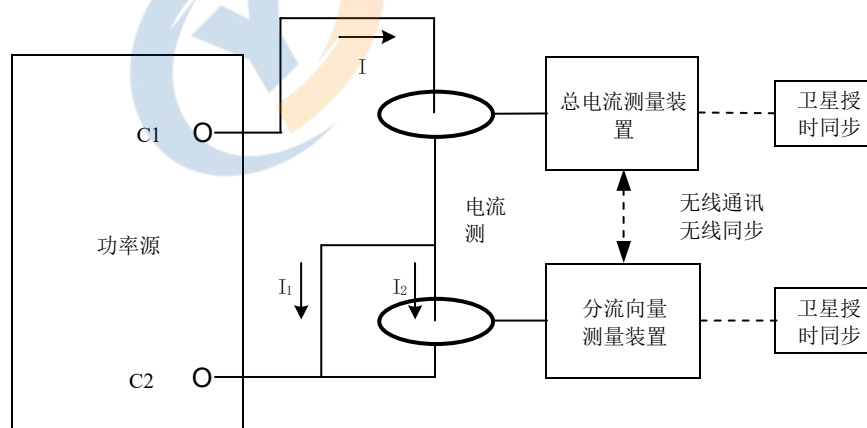 I
C1
总电流测量装
置
卫星授
时同步
电流
测
无线通讯
无线同步
功率源
I₁
I₂
分流向量
测量装置
卫星授
时同步
C2